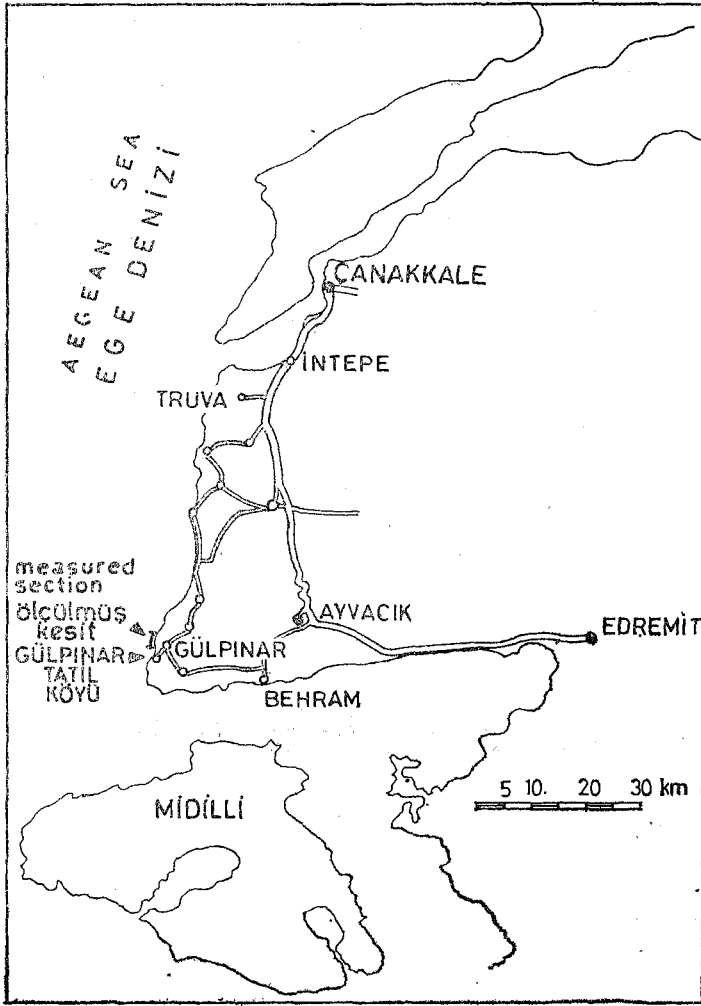 AEGEAN SEA
EGE DENİZİ
ÇANAKKALE
İNTEPE
TRUVA
measured
section
ölçülmüş
kesit
GÜLPINAR
TATİL
KÖYÜ
GÜLPINAR
AYVACIK
EDREMİT
BEHRAM
MİDİLLİ
5 10. 20 30 km